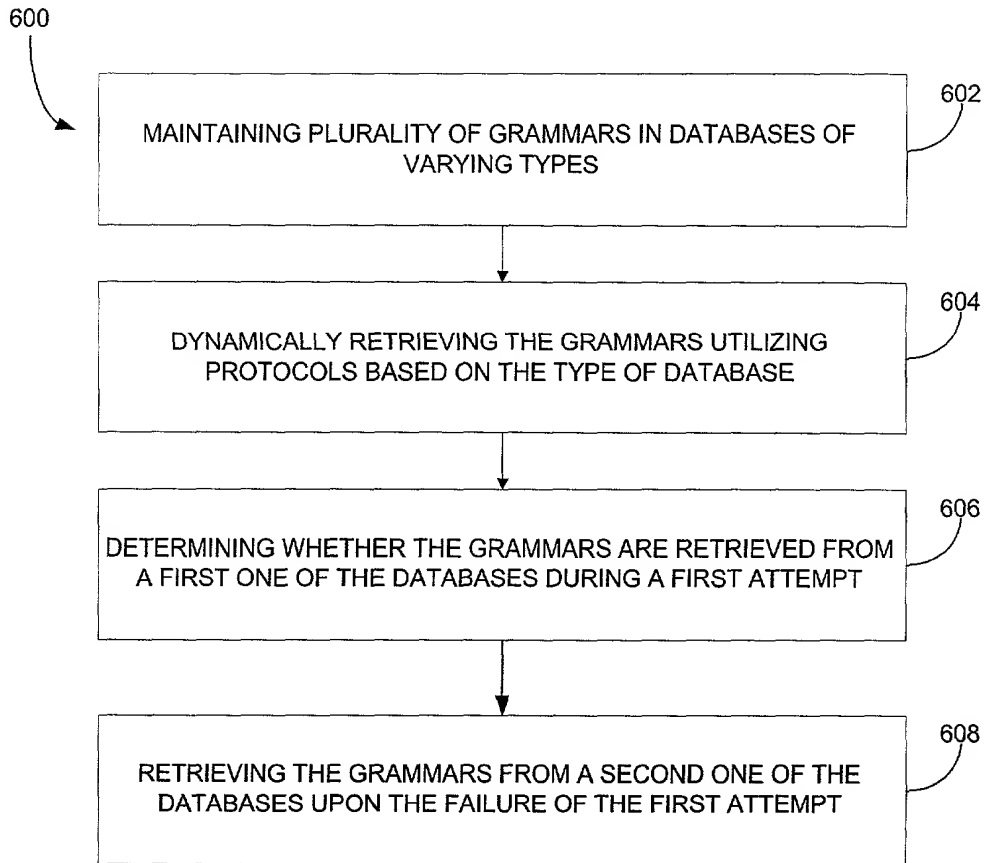 600
602
MAINTAINING PLURALITY OF GRAMMARS IN DATABASES OF
VARYING TYPES
604
DYNAMICALLY RETRIEVING THE GRAMMARS UTILIZING
PROTOCOLS BASED ON THE TYPE OF DATABASE
606
DETERMINING WHETHER THE GRAMMARS ARE RETRIEVED FROM
A FIRST ONE OF THE DATABASES DURING A FIRST ATTEMPT
608
RETRIEVING THE GRAMMARS FROM A SECOND ONE OF THE
DATABASES UPON THE FAILURE OF THE FIRST ATTEMPT